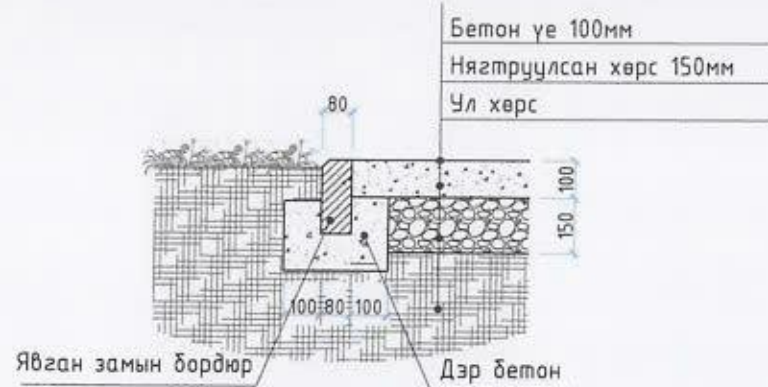 Бетон үе 100мм
Нягтруулсан хөрс 150мм
Ул хөрс
80
100
150
100 80 100
Явган замын бордюр
Дэр бетон